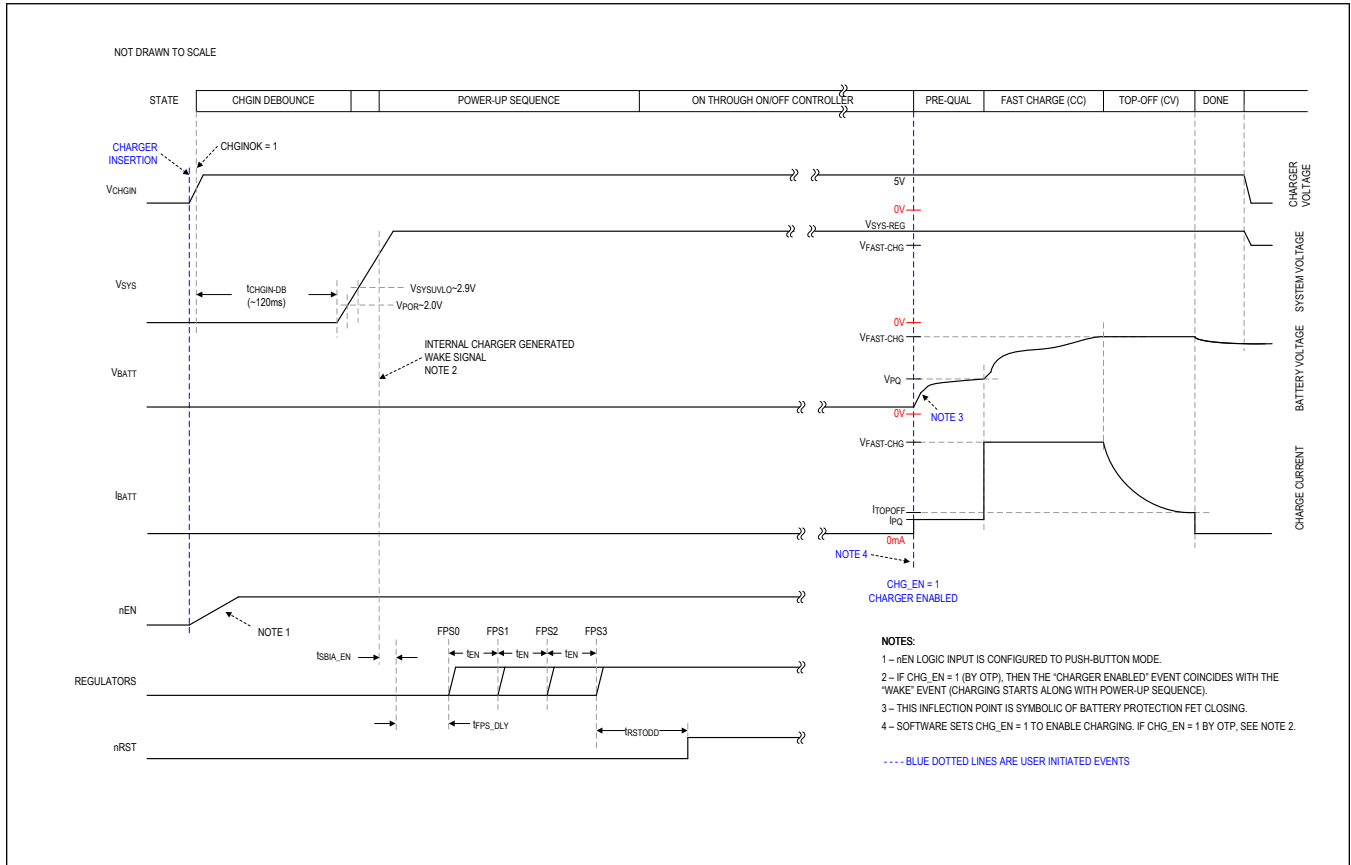 NOT DRAWN TO SCALE
STATE
CHGIN DEBOUNCE
POWER-UP SEQUENCE
ON THROUGH ON/OFF CONTROLLER
PRE-QUAL
FAST CHARGE (CC)
TOP-OFF (CV)
DONE
CHARGER
INSERTION
CHGINOK = 1
VCHGIN
5V
0V
CHARGER
VOLTAGE
VSYS-REG
VFAST-CHG
VSYS
tCHGIN-DB
(~120ms)
VSYSUVLO~2.9V
VPOR~2.0V
0V
SYSTEM VOLTAGE
INTERNAL CHARGER GENERATED
WAKE SIGNAL
NOTE 2
VBATT
VFAST-CHG
VPQ
0V
NOTE 3
BATTERY VOLTAGE
VFAST-CHG
IBATT
ITOPOFF
IPQ
0mA
CHARGE CURRENT
NOTE 4
CHG_EN = 1
CHARGER ENABLED
nEN
NOTE 1
tSBIA_EN
FPS0
FPS1
FPS2
FPS3
tEN
tEN
tEN
REGULATORS
tFPS_DLY
tRSTODD
nRST
NOTES:
1 – nEN LOGIC INPUT IS CONFIGURED TO PUSH-BUTTON MODE.
2 – IF CHG_EN = 1 (BY OTP), THEN THE “CHARGER ENABLED” EVENT COINCIDES WITH THE
“WAKE” EVENT (CHARGING STARTS ALONG WITH POWER-UP SEQUENCE).
3 – THIS INFLECTION POINT IS SYMBOLIC OF BATTERY PROTECTION FET CLOSING.
4 – SOFTWARE SETS CHG_EN = 1 TO ENABLE CHARGING. IF CHG_EN = 1 BY OTP, SEE NOTE 2.
- - - - BLUE DOTTED LINES ARE USER INITIATED EVENTS